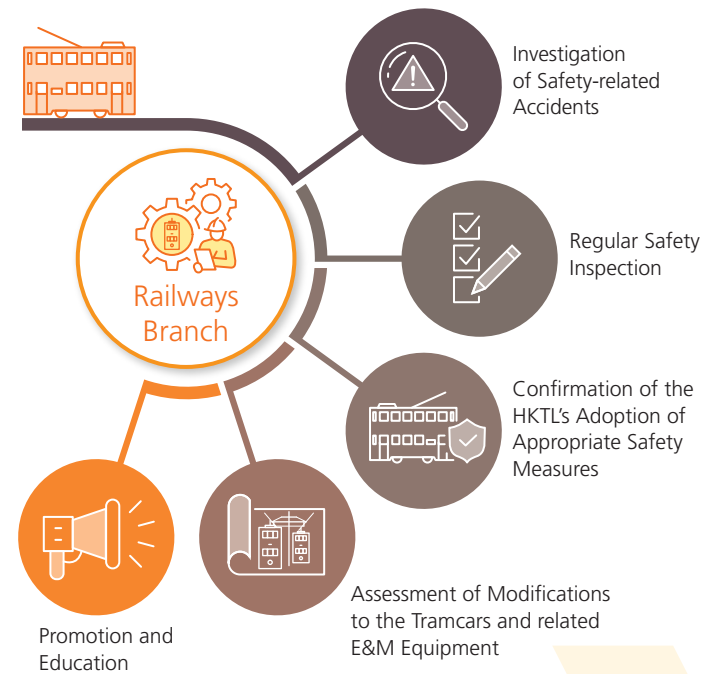 Investigation
of Safety-related
Accidents
Railways
Branch
Regular Safety
Inspection
Confirmation of the
HKTL's Adoption of
Appropriate Safety
Measures
Assessment of Modifications
to the Tramcars and related
E&M Equipment
Promotion and
Education